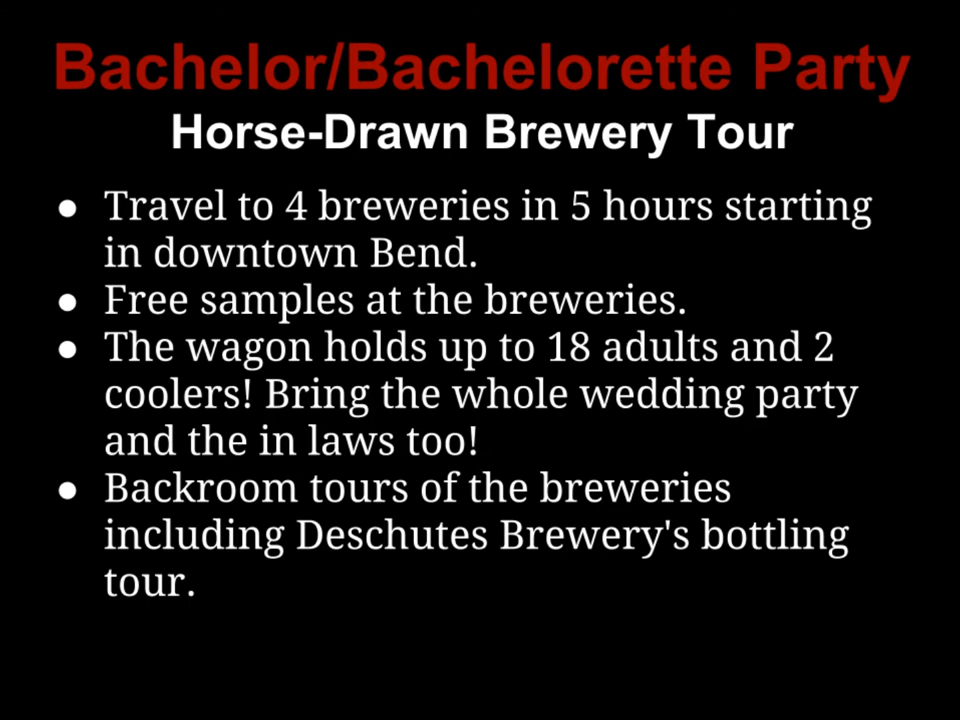 Bachelor/Bachelorette Party
Horse-Drawn Brewery Tour
● Travel to 4 breweries in 5 hours starting
in downtown Bend.
● Free samples at the breweries.
● The wagon holds up to 18 adults and 2
coolers! Bring the whole wedding party
and the in laws too!
● Backroom tours of the breweries
including Deschutes Brewery's bottling
tour.